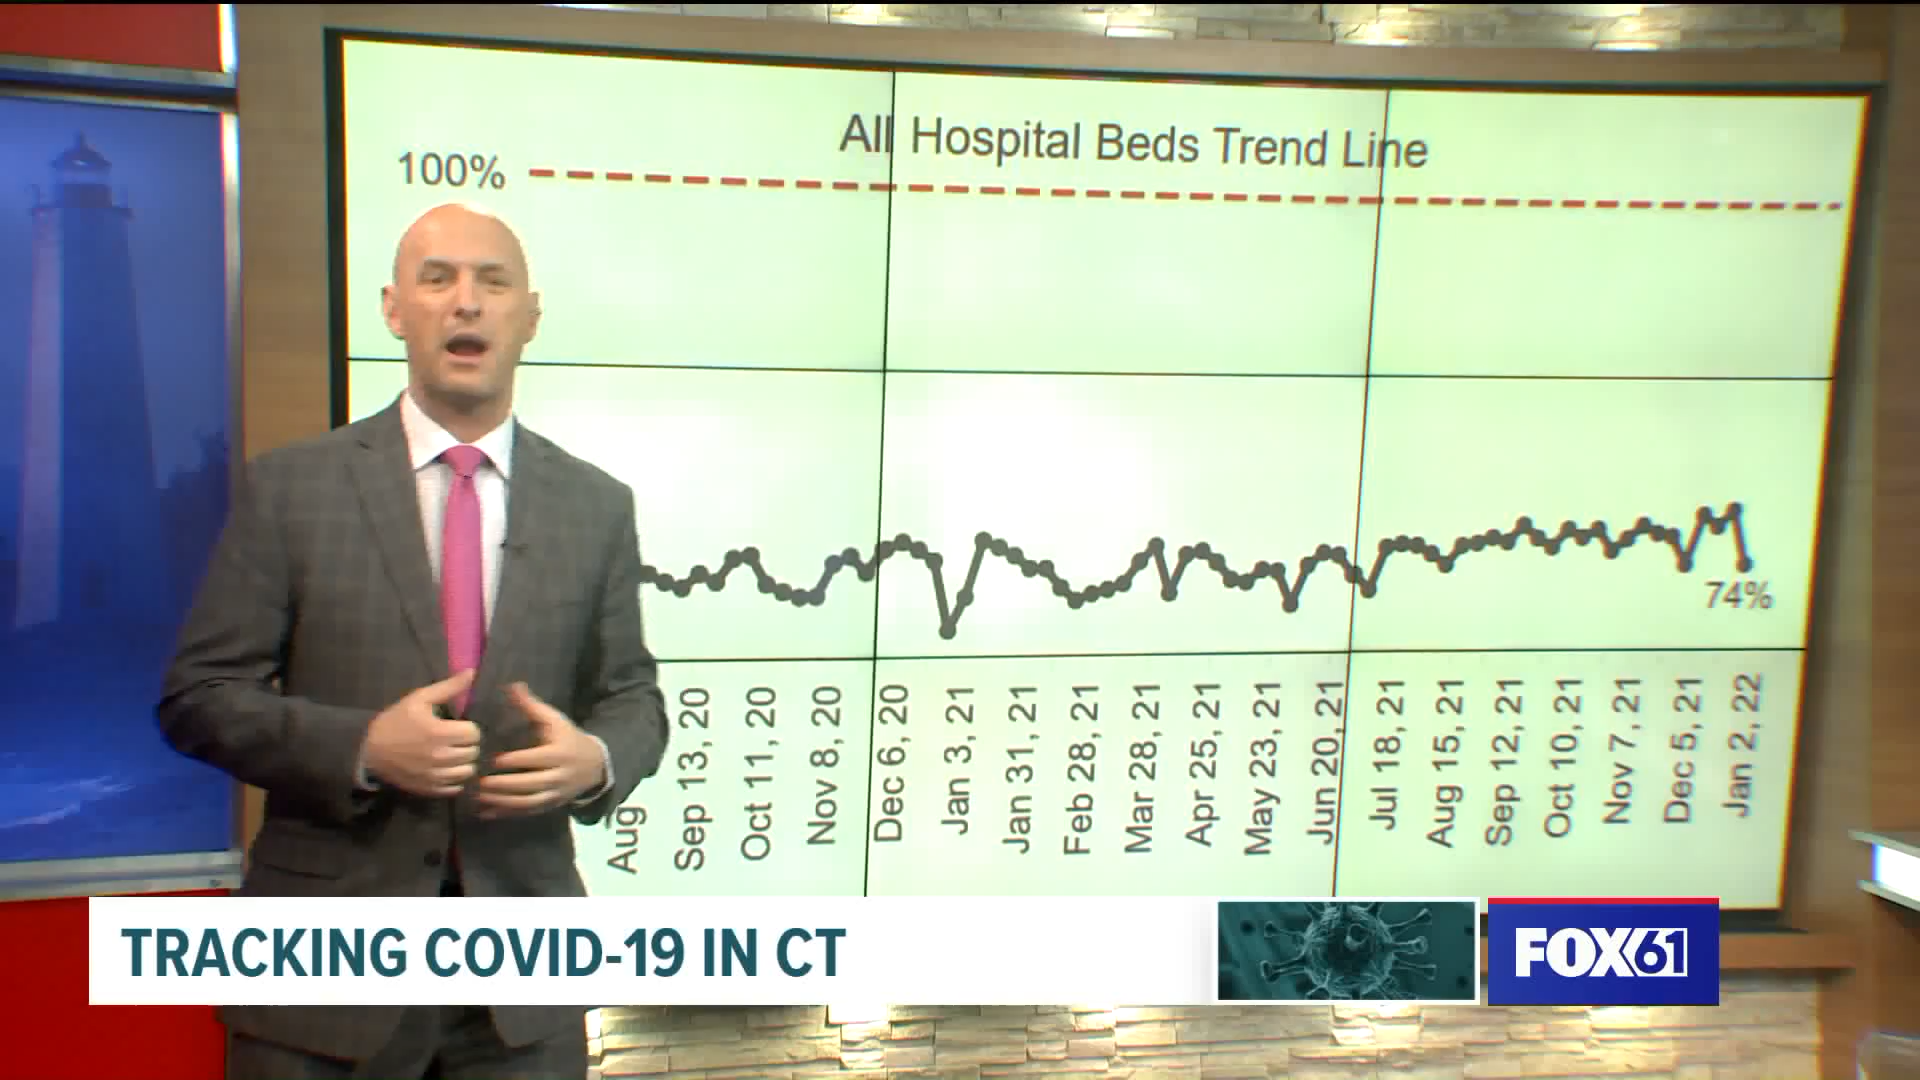 All Hospital Beds Trend Line
100%
74%
Aug
Sep 13, 20
Oct 11, 20
Nov 8, 20
Dec 6, 20
Jan 3, 21
Jan 31, 21
Feb 28, 21
Mar 28, 21
Apr 25, 21
May 23, 21
Jun 20, 21
Jul 18, 21
Aug 15, 21
Sep 12, 21
Oct 10, 21
Nov 7, 21
Dec 5, 21
Jan 2, 22
TRACKING COVID-19 IN CT
FOX61